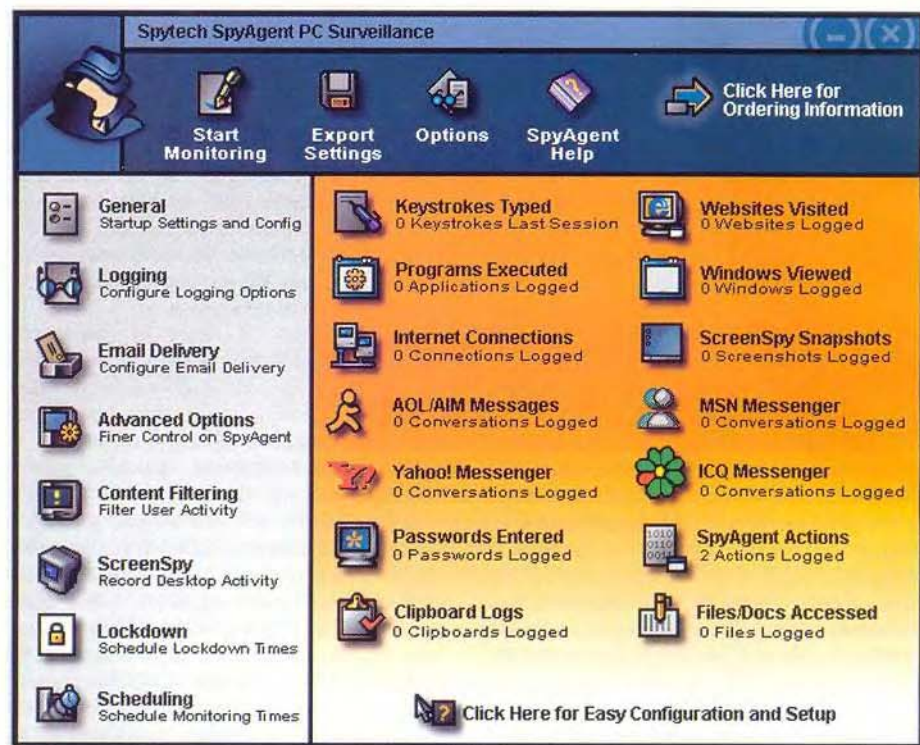 Spytech SpyAgent PC Surveillance
Start
Monitoring
Export
Settings
Options
SpyAgent
Help
Click Here for
Ordering Information
General
Startup Settings and Config
Logging
Configure Logging Options
Email Delivery
Configure Email Delivery
Advanced Options
Finer Control on SpyAgent
Content Filtering
Filter User Activity
ScreenSpy
Record Desktop Activity
Lockdown
Schedule Lockdown Times
Scheduling
Schedule Monitoring Times
Keystrokes Typed
0 Keystrokes Last Session
Websites Visited
0 Websites Logged
Programs Executed
0 Applications Logged
Windows Viewed
0 Windows Logged
Internet Connections
0 Connections Logged
ScreenSpy Snapshots
0 Screenshots Logged
AOL/AIM Messages
0 Conversations Logged
MSN Messenger
0 Conversations Logged
Yahoo! Messenger
0 Conversations Logged
ICQ Messenger
0 Conversations Logged
Passwords Entered
0 Passwords Logged
SpyAgent Actions
2 Actions Logged
Clipboard Logs
0 Clipboards Logged
Files/Docs Accessed
0 Files Logged
Click Here for Easy Configuration and Setup